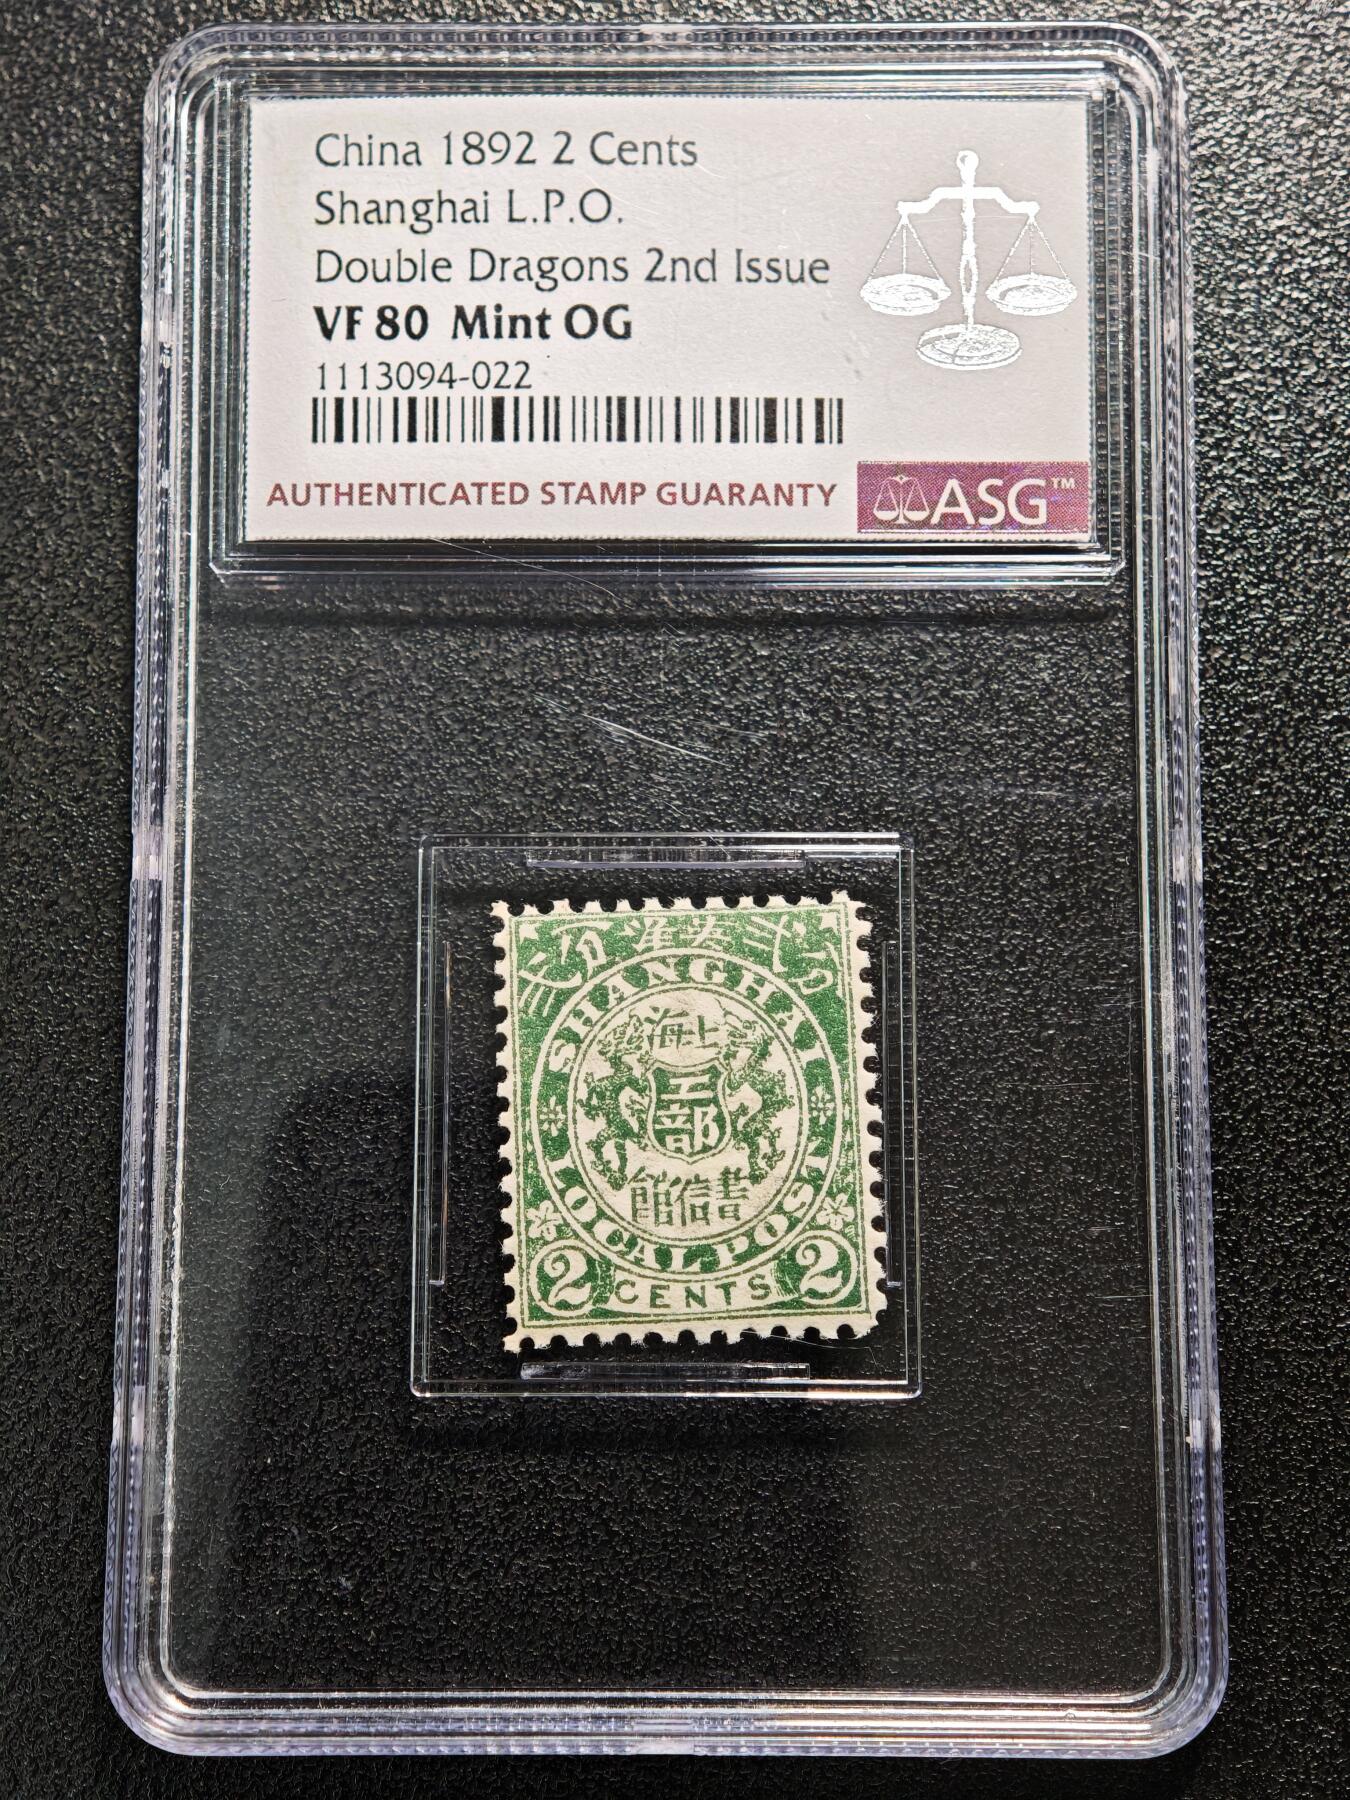 China 1892 2 Cents
Shanghai L.P.O.
Double Dragons 2nd Issue
VF 80 Mint OG
1113094-022
AUTHENTICATED STAMP GUARANTY
ASG™
SHANGHAI
海上
工部
館信書
LOCAL POST
2 CENTS 2